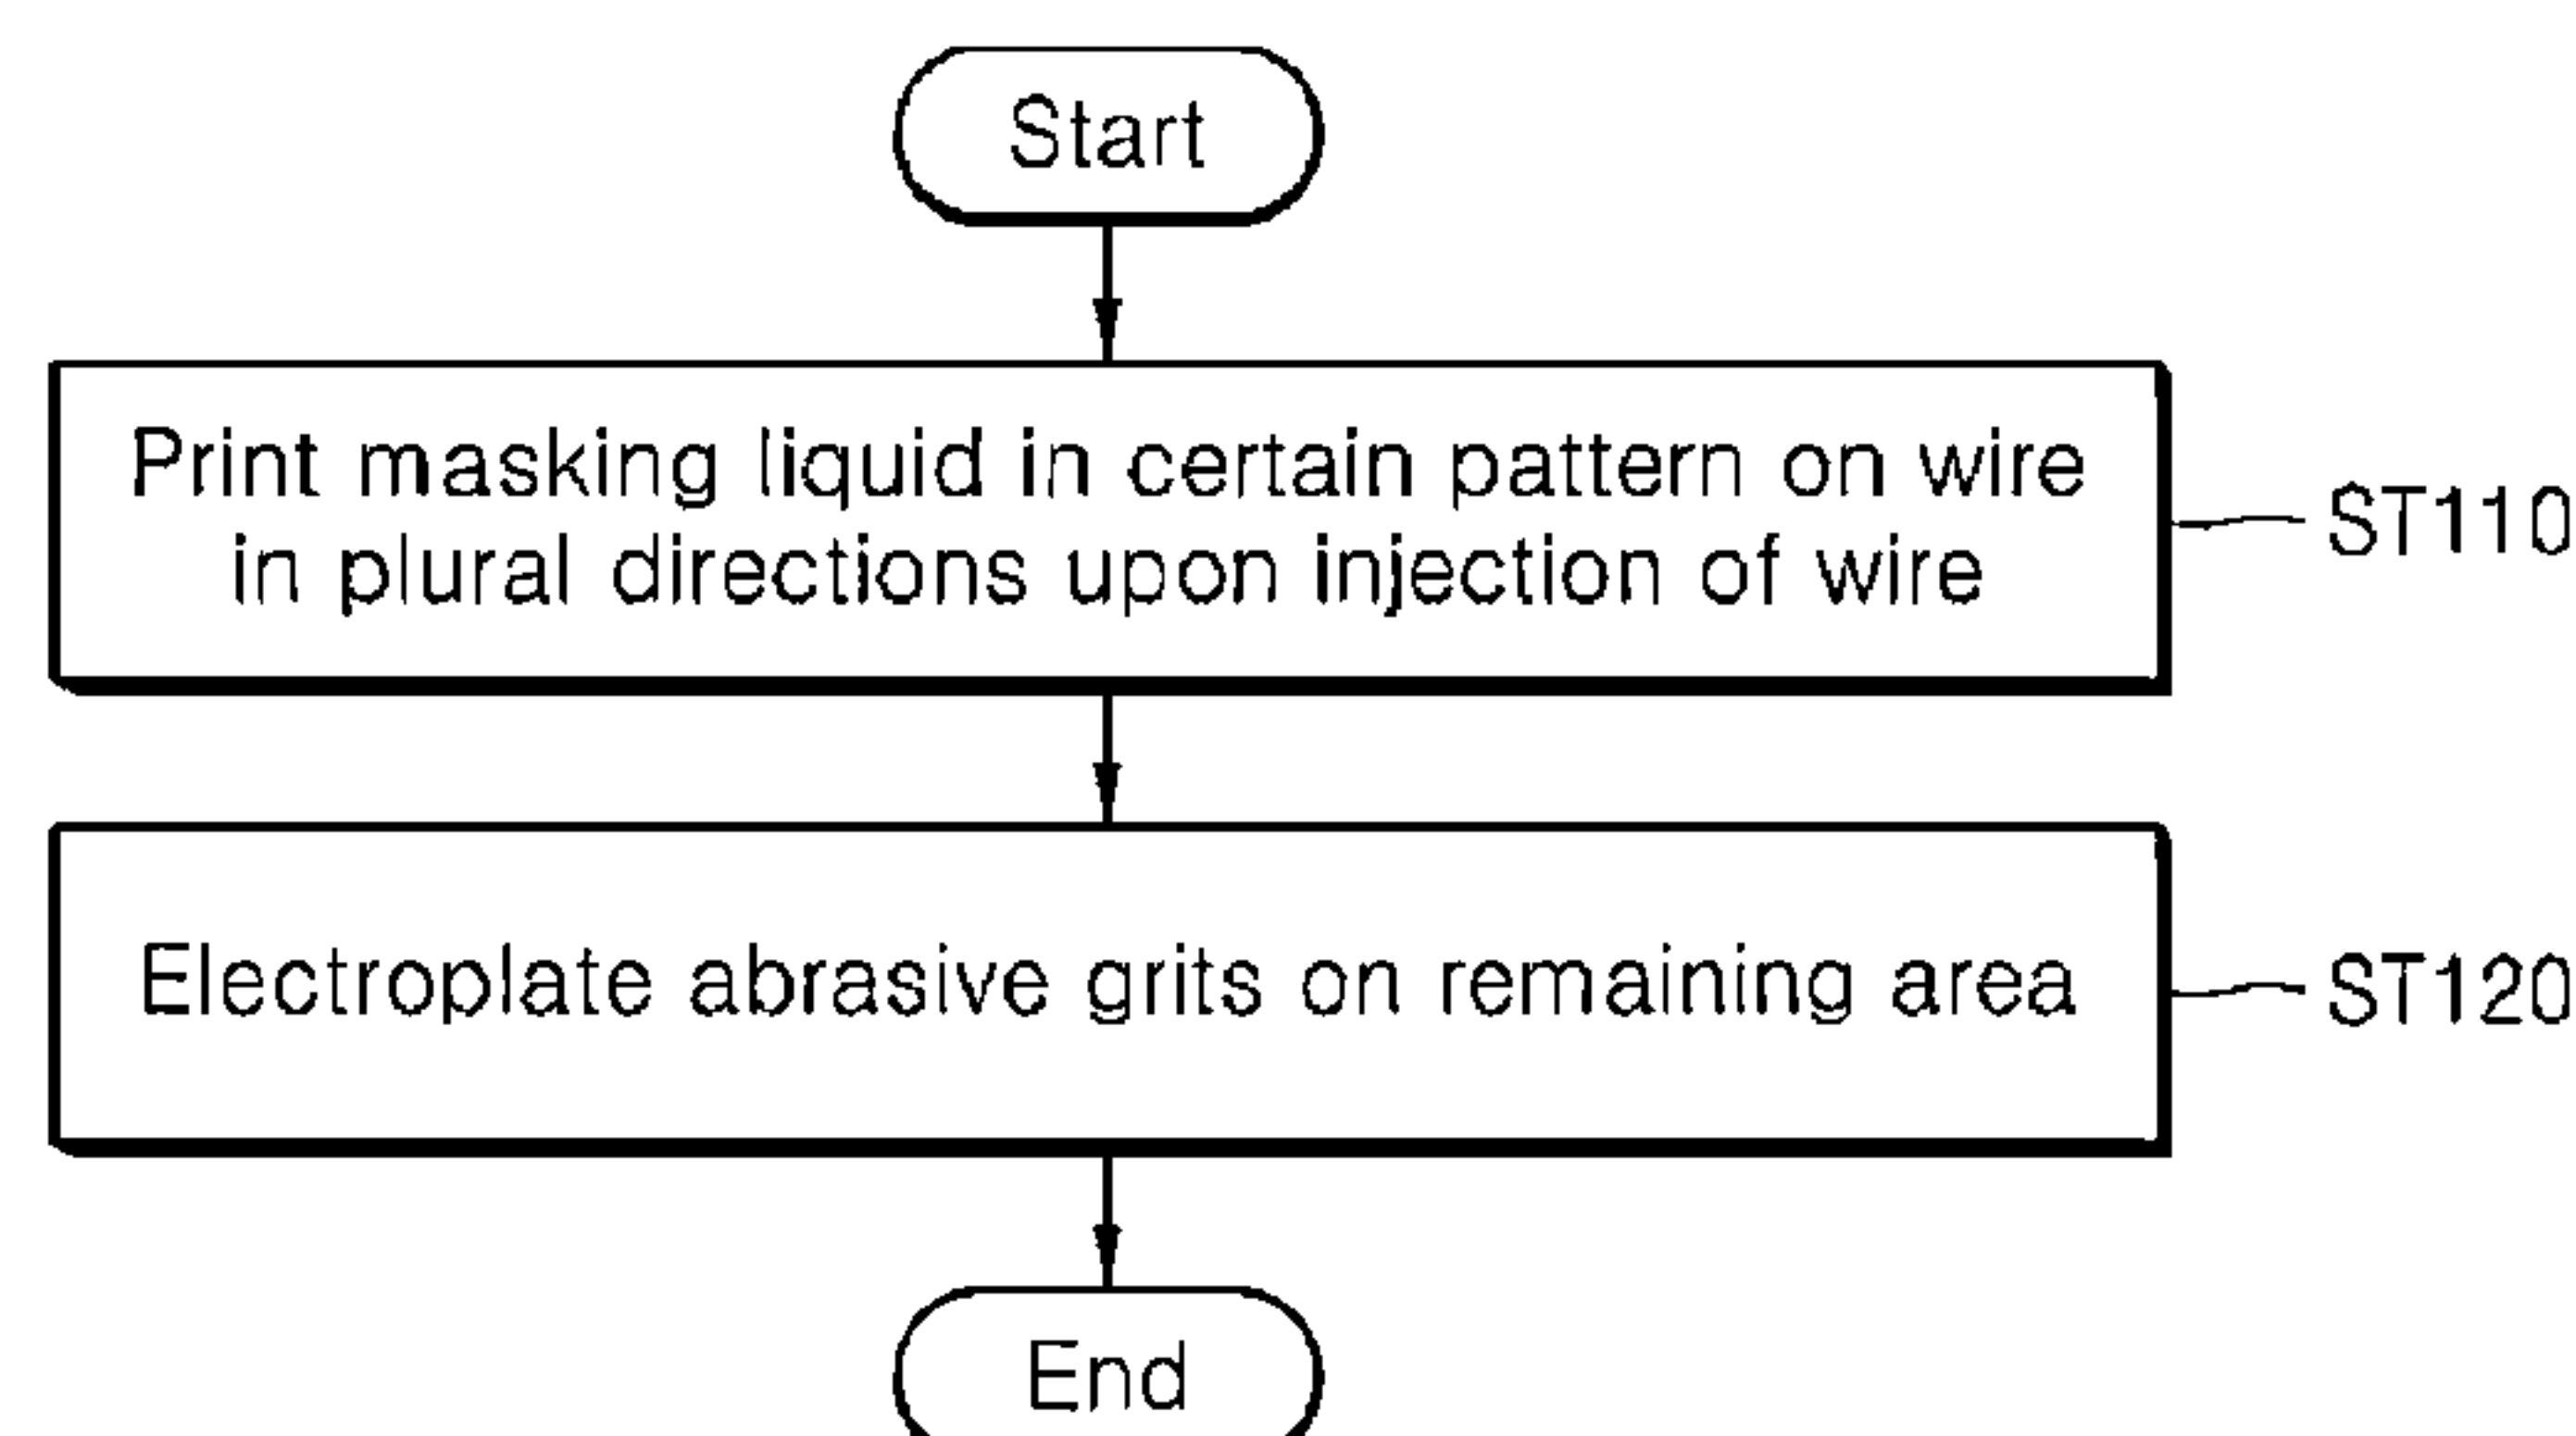 Start
Print masking liquid in certain pattern on wire
in plural directions upon injection of wire
ST110
Electroplate abrasive grits on remaining area
ST120
End